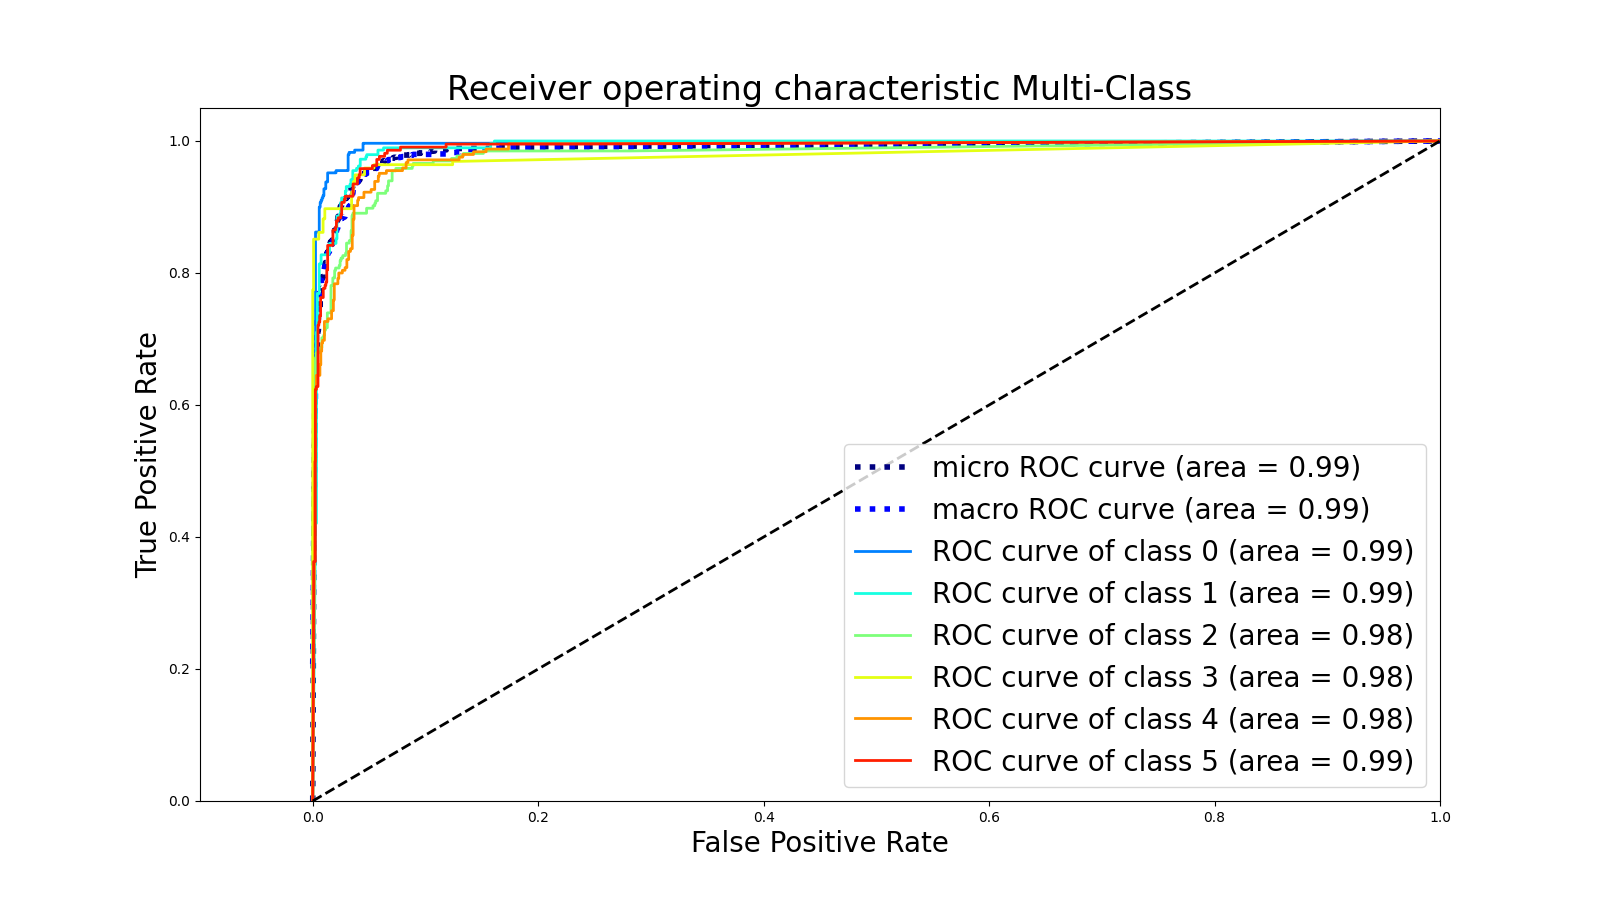 Receiver operating characteristic Multi-Class
True Positive Rate
1.0
0.8
0.6
0.4
0.2
0.0
micro ROC curve (area = 0.99)
macro ROC curve (area = 0.99)
ROC curve of class 0 (area = 0.99)
ROC curve of class 1 (area = 0.99)
ROC curve of class 2 (area = 0.98)
ROC curve of class 3 (area = 0.98)
ROC curve of class 4 (area = 0.98)
ROC curve of class 5 (area = 0.99)
0.0 0.2 0.4 0.6 0.8 1.0
False Positive Rate